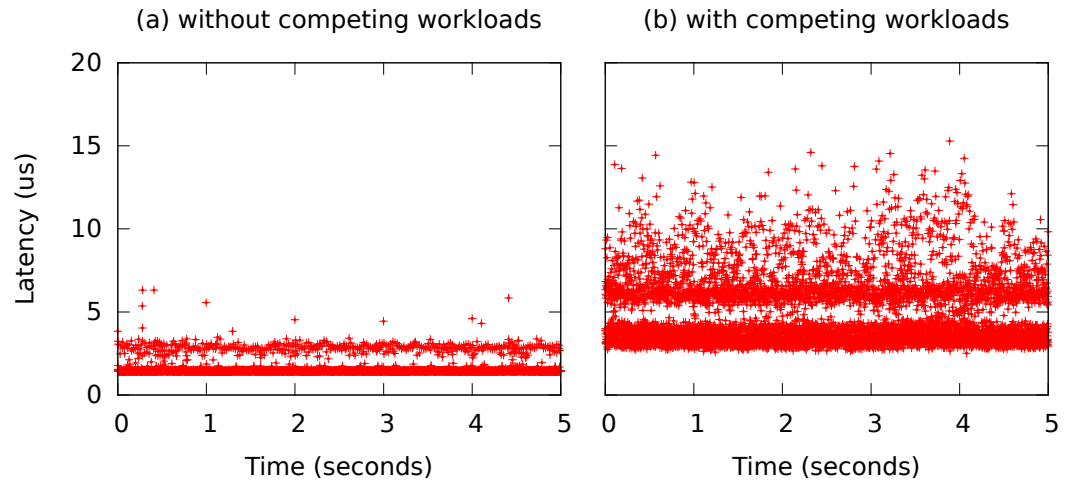 (a) without competing workloads
(b) with competing workloads
Latency (us)
20
15
10
5
0
0 1 2 3 4 5
0 1 2 3 4 5
Time (seconds)
Time (seconds)